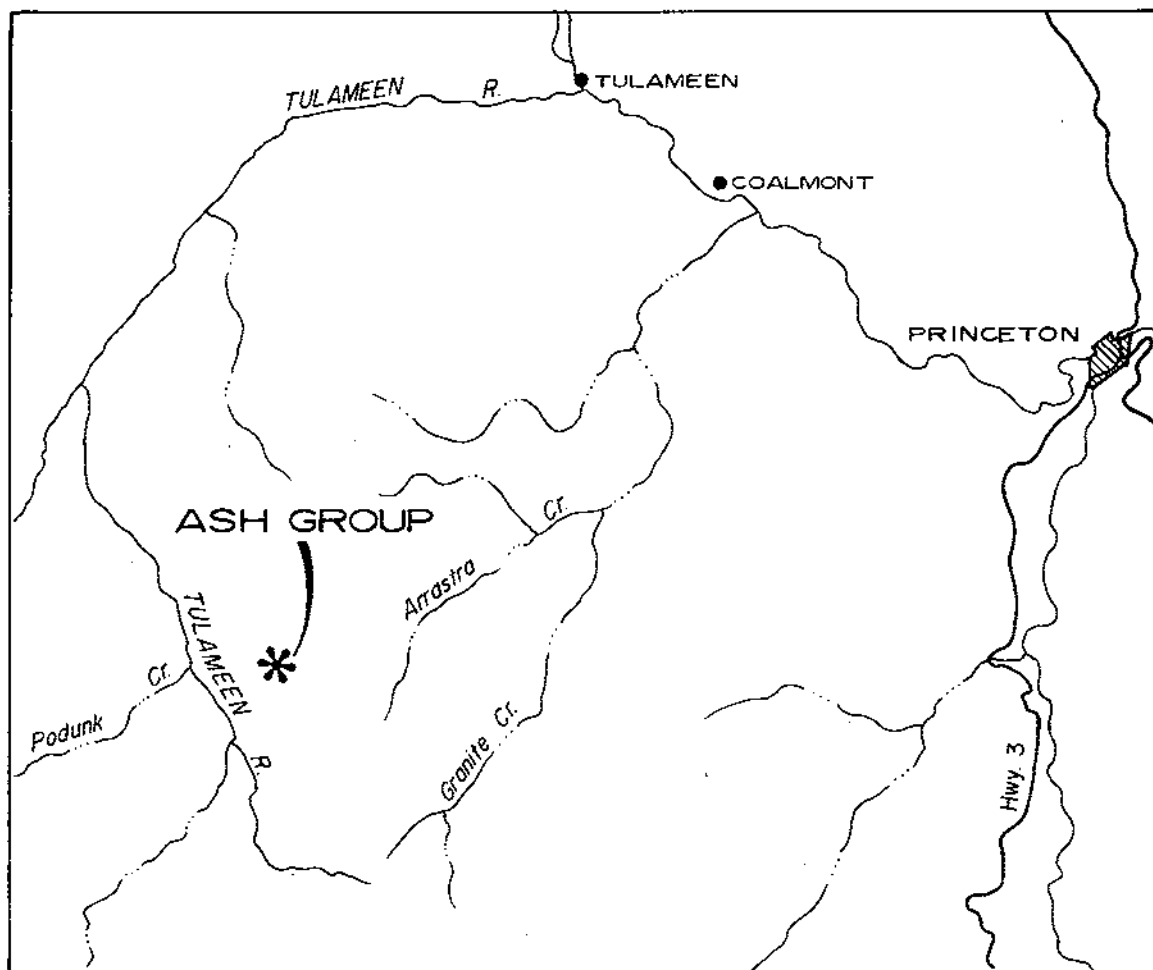 TULAMEEN R.
TULAMEEN
COALMONT
PRINCETON
ASH GROUP
Arrastra Cr.
TULAMEEN R.
Podunk Cr.
Granite Cr.
Hwy. 3